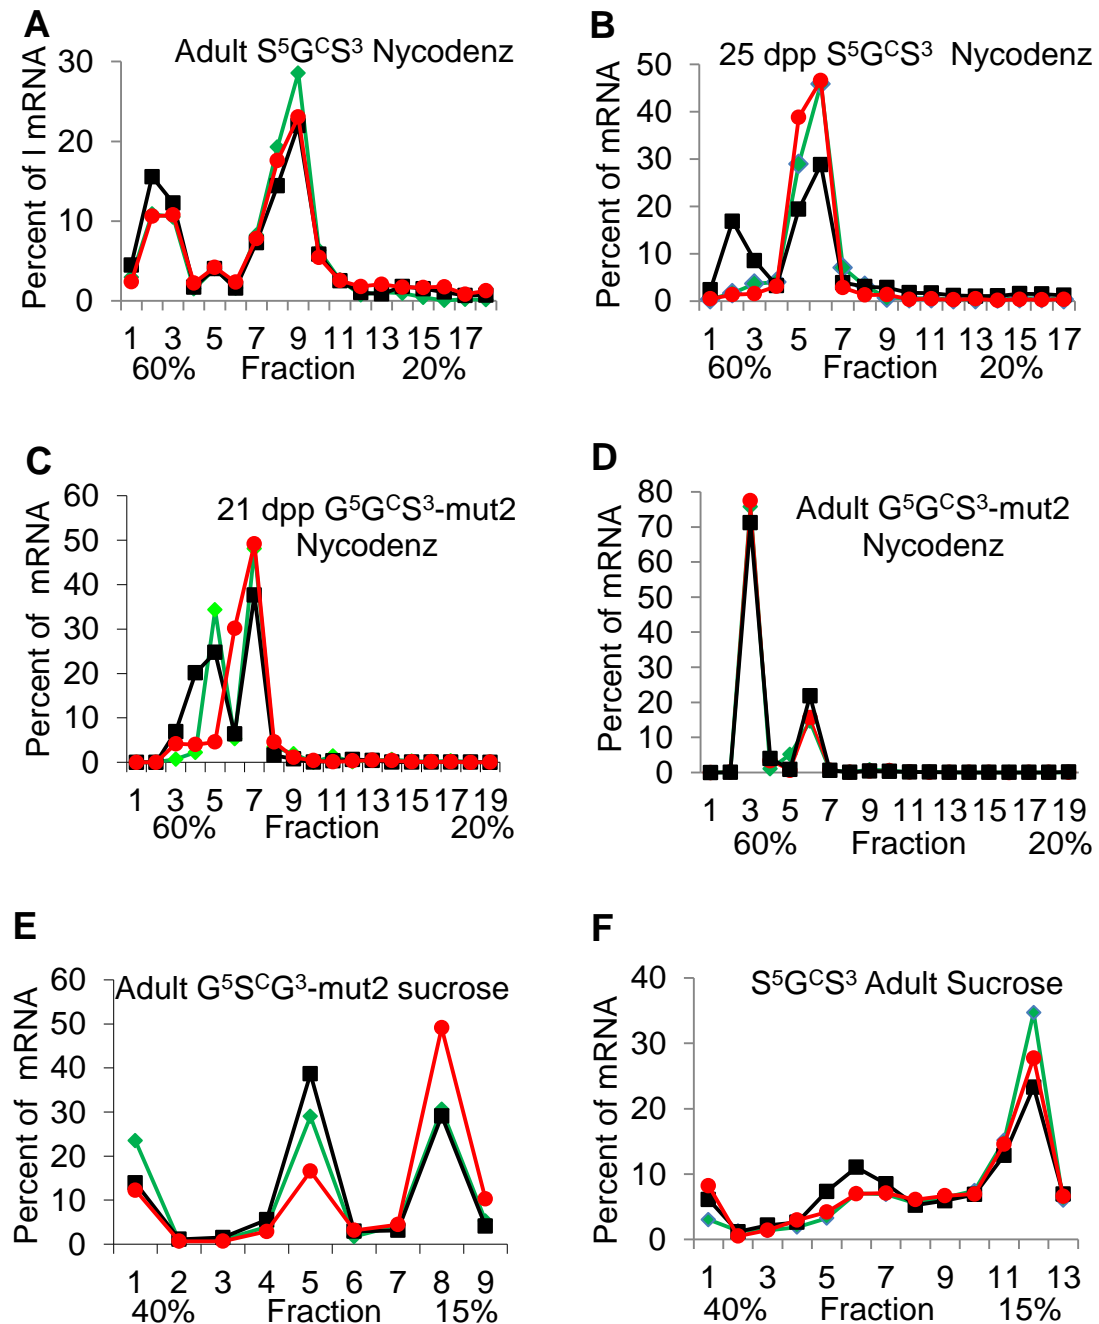 A
Adult S⁵GᶜS³ Nycodenz
Percent of l mRNA
30
20
10
0
1 3 5 7 9 11 13 15 17
60% Fraction 20%
B
25 dpp S⁵GᶜS³ Nycodenz
Percent of mRNA
50
40
30
20
10
0
1 3 5 7 9 11 13 15 17
60% Fraction 20%
C
21 dpp G⁵GᶜS³-mut2
Nycodenz
Percent of mRNA
60
50
40
30
20
10
0
1 3 5 7 9 11 13 15 17 19
60% Fraction 20%
D
Adult G⁵GᶜS³-mut2
Nycodenz
Percent of mRNA
80
70
60
50
40
30
20
10
0
1 3 5 7 9 11 13 15 17 19
60% Fraction 20%
E
Adult G⁵SᶜG³-mut2 sucrose
Percent of mRNA
60
50
40
30
20
10
0
1 2 3 4 5 6 7 8 9
40% Fraction 15%
F
S⁵GᶜS³ Adult Sucrose
Percent of mRNA
40
30
20
10
0
1 3 5 7 9 11 13
40% Fraction 15%